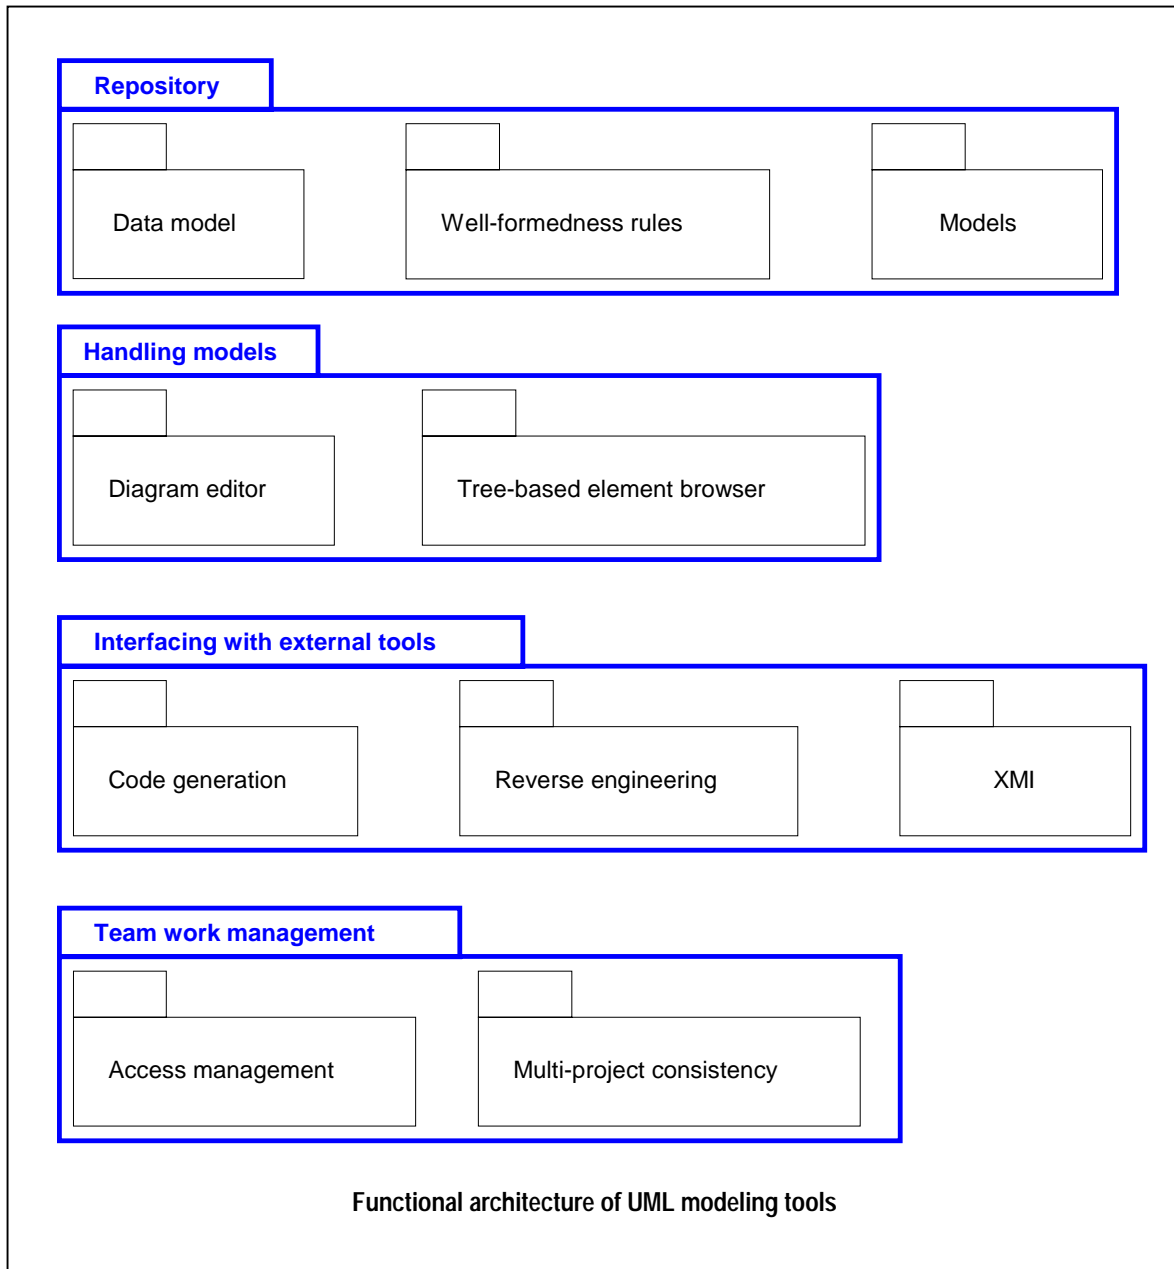 Repository
Data model
Well-formedness rules
Models
Handling models
Diagram editor
Tree-based element browser
Interfacing with external tools
Code generation
Reverse engineering
XMI
Team work management
Access management
Multi-project consistency
Functional architecture of UML modeling tools